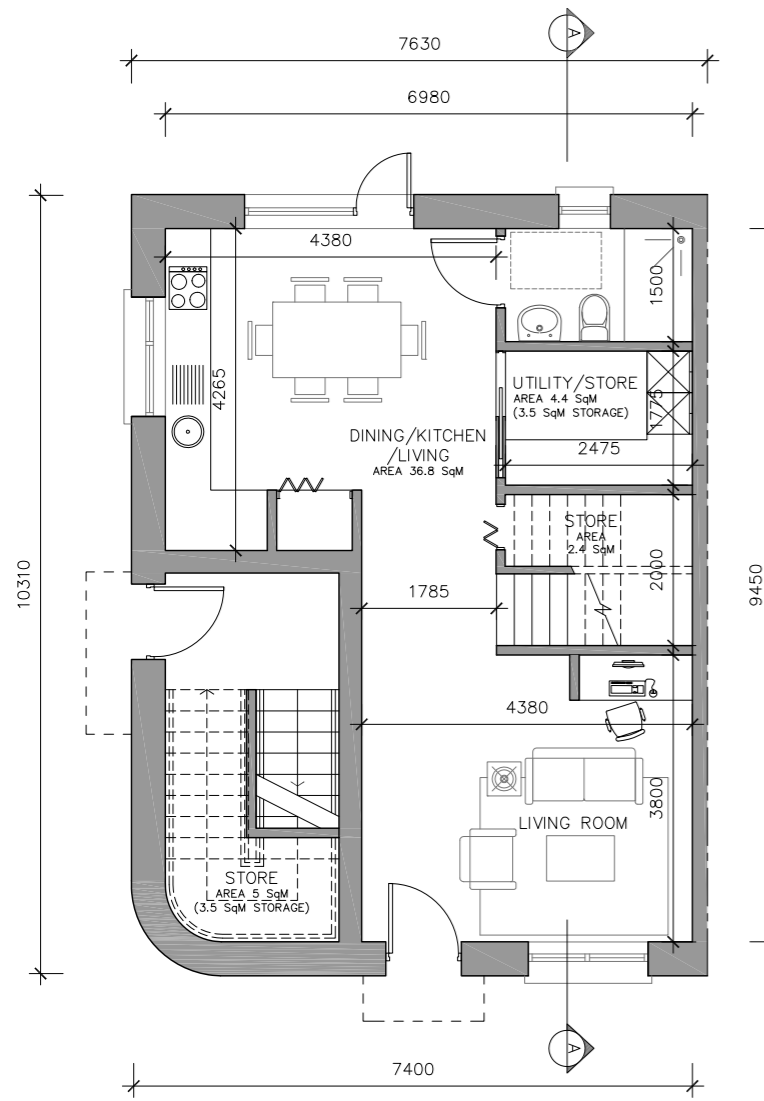 A
7630
6980
4380
1500
4265
UTILITY/STORE
AREA 4.4 SqM
(3.5 SqM STORAGE)
1775
2475
DINING/KITCHEN
/LIVING
AREA 36.8 SqM
STORE
AREA
2.4 SqM
2000
10310
9450
1785
4380
3800
LIVING ROOM
STORE
AREA 5 SqM
(3.5 SqM STORAGE)
A
7400